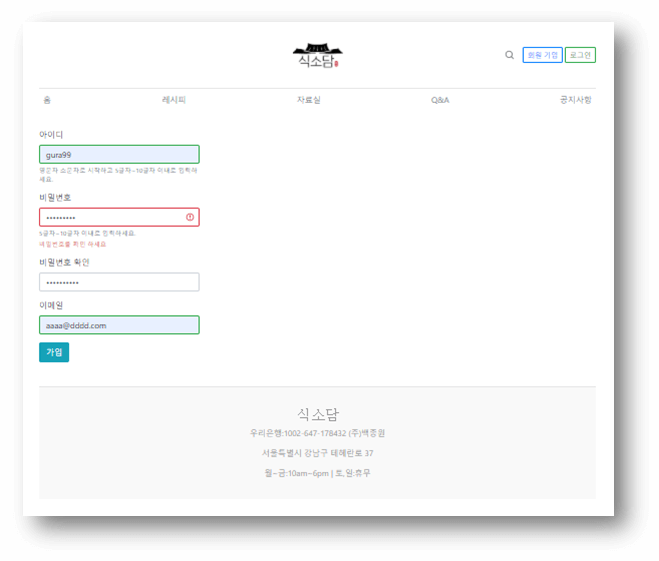 식소담
회원 가입 로그인
홈 레시피 자료실 Q&A 공지사항
아이디
gura99
영문자 소문자로 시작하고 5글자~10글자 이내로 입력하
세요.
비밀번호
•••••••••
5글자~10글자 이내로 입력하세요.
비밀번호를 확인 하세요
비밀번호 확인
••••••••••
이메일
aaaa@dddd.com
가입
식소담
우리은행:1002-647-178432 (주)백종원
서울특별시 강남구 테헤란로 37
월~금:10am~6pm | 토,일:휴무